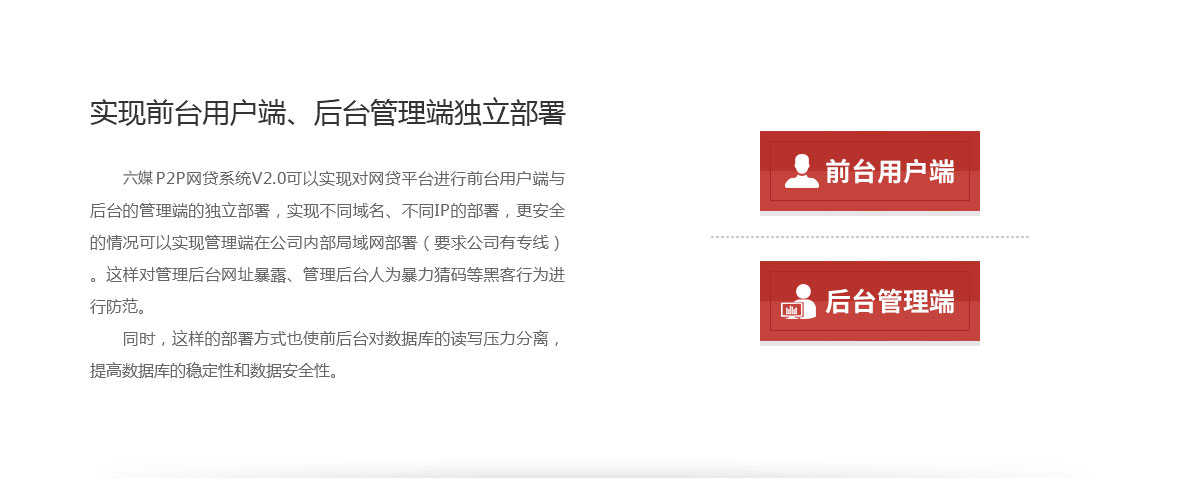 实现前台用户端、后台管理端独立部署
六媒P2P网贷系统V2.0可以实现对网贷平台进行前台用户端与
后台的管理端的独立部署，实现不同域名、不同IP的部署，更安全
的情况可以实现管理端在公司内部局域网部署（要求公司有专线）
。这样对管理后台网址暴露、管理后台人为暴力猜码等黑客行为进
行防范。
同时，这样的部署方式也使前后台对数据库的读写压力分离，
提高数据库的稳定性和数据安全性。
前台用户端
后台管理端